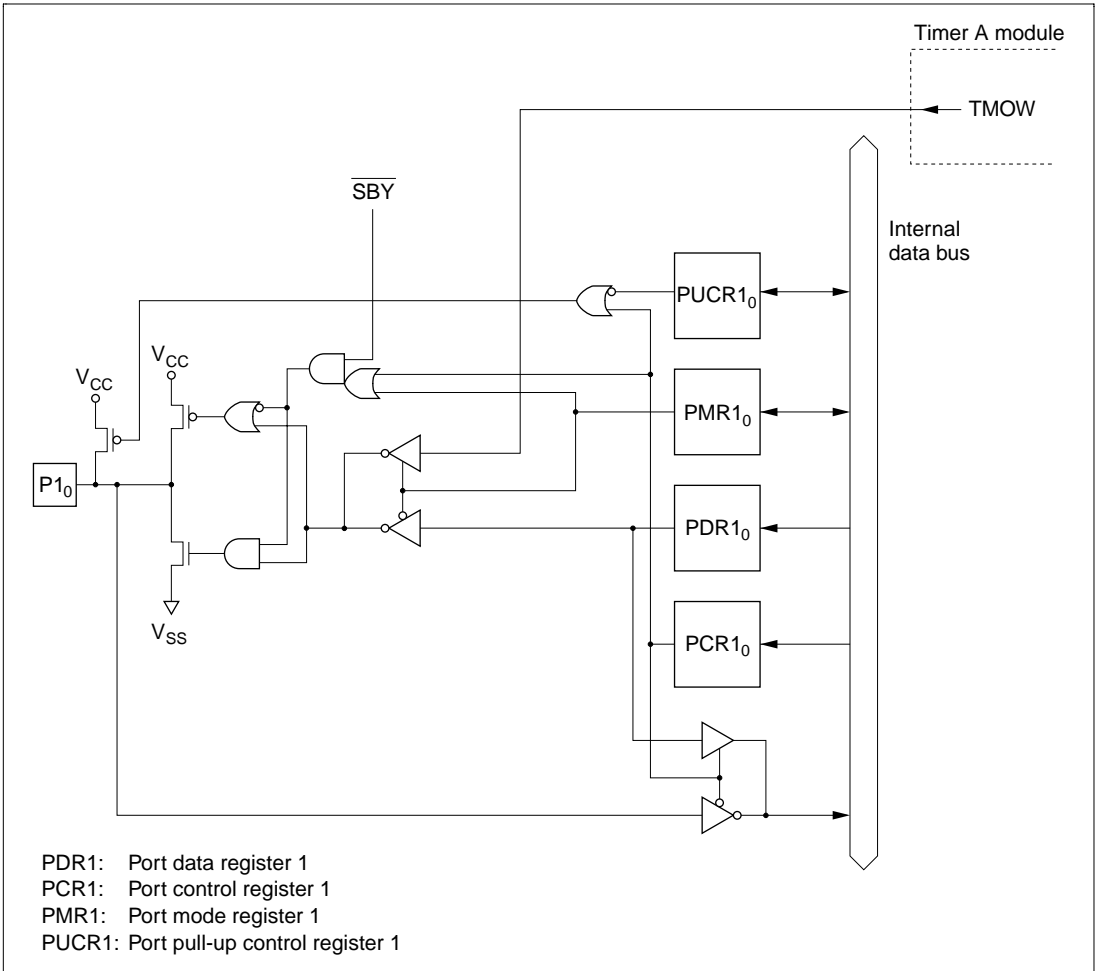 Timer A module
TMOW
SBY
Internal
data bus
PUCR1₀
V_CC
V_CC
PMR1₀
P1₀
PDR1₀
V_SS
PCR1₀
PDR1: Port data register 1
PCR1: Port control register 1
PMR1: Port mode register 1
PUCR1: Port pull-up control register 1